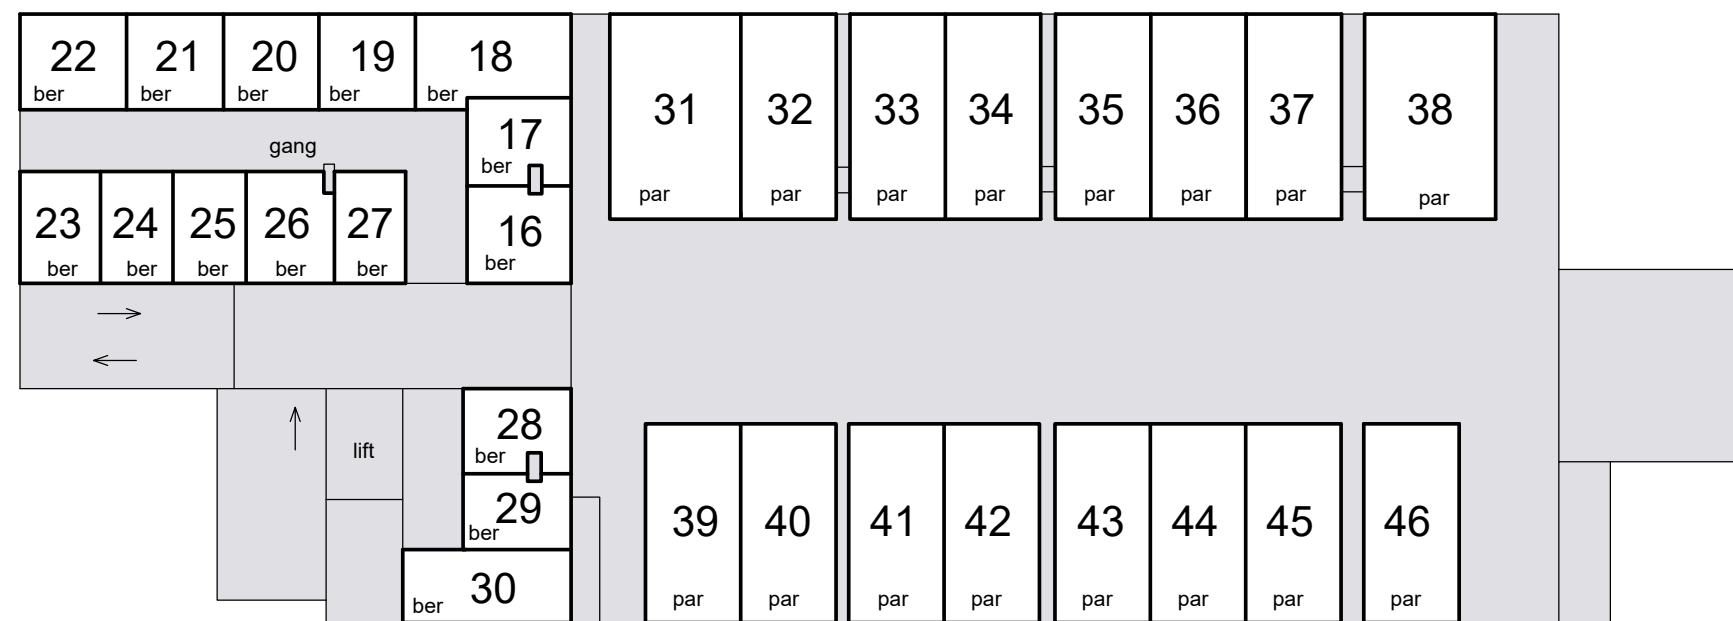 22 21 20 19 18
ber ber ber ber ber
31 32 33 34 35 36 37 38
17
gang
ber
par par par par par par par par
23 24 25 26 27 16
ber ber ber ber ber ber
28
lift ber
29
ber
39 40 41 42 43 44 45 46
30
ber
par par par par par par par par